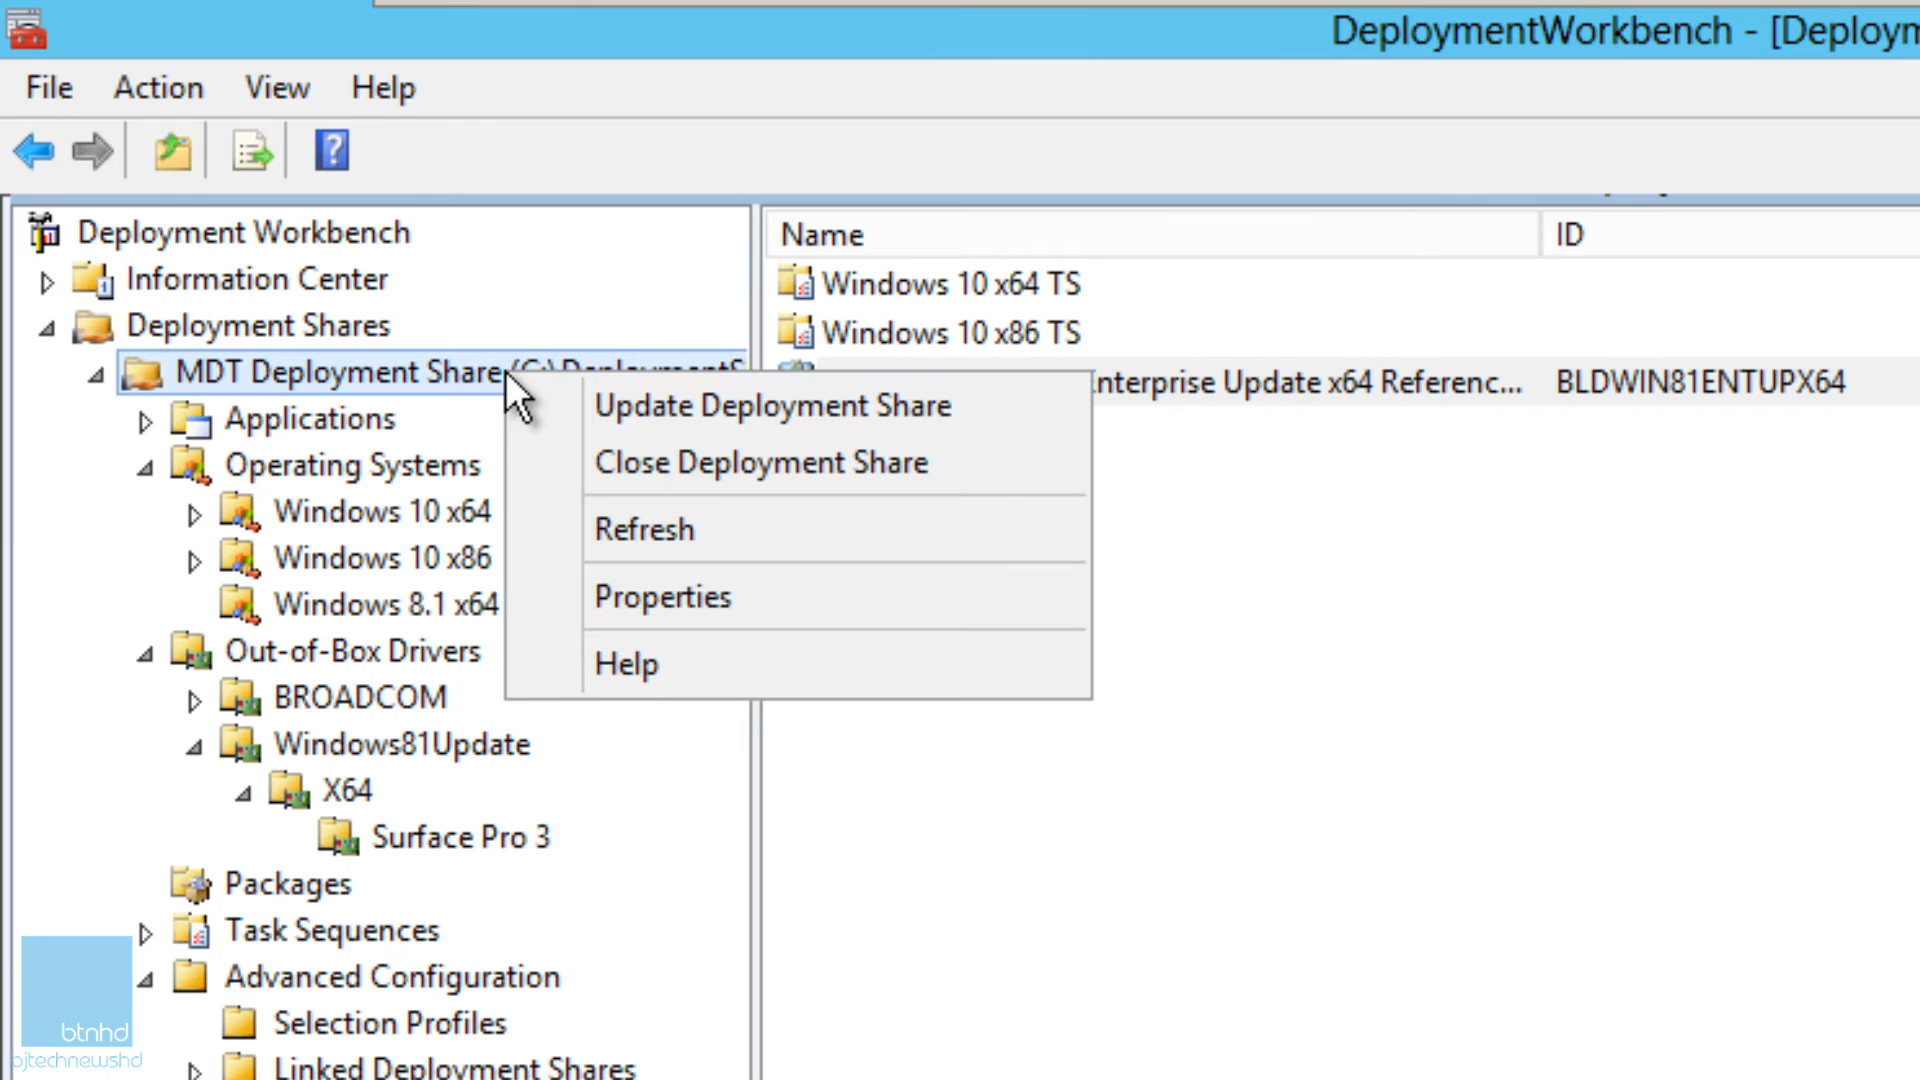 DeploymentWorkbench - [Deploym
File Action View Help
Deployment Workbench
Information Center
Deployment Shares
MDT Deployment Share (C:\DeploymentS
Applications
Operating Systems
Windows 10 x64
Windows 10 x86
Windows 8.1 x64
Out-of-Box Drivers
BROADCOM
Windows81Update
X64
Surface Pro 3
Packages
Task Sequences
Advanced Configuration
Selection Profiles
Linked Deployment Shares
Name ID
Windows 10 x64 TS
Windows 10 x86 TS
nterprise Update x64 Referenc... BLDWIN81ENTUPX64
Update Deployment Share
Close Deployment Share
Refresh
Properties
Help
btnhd
bjtechnewshd